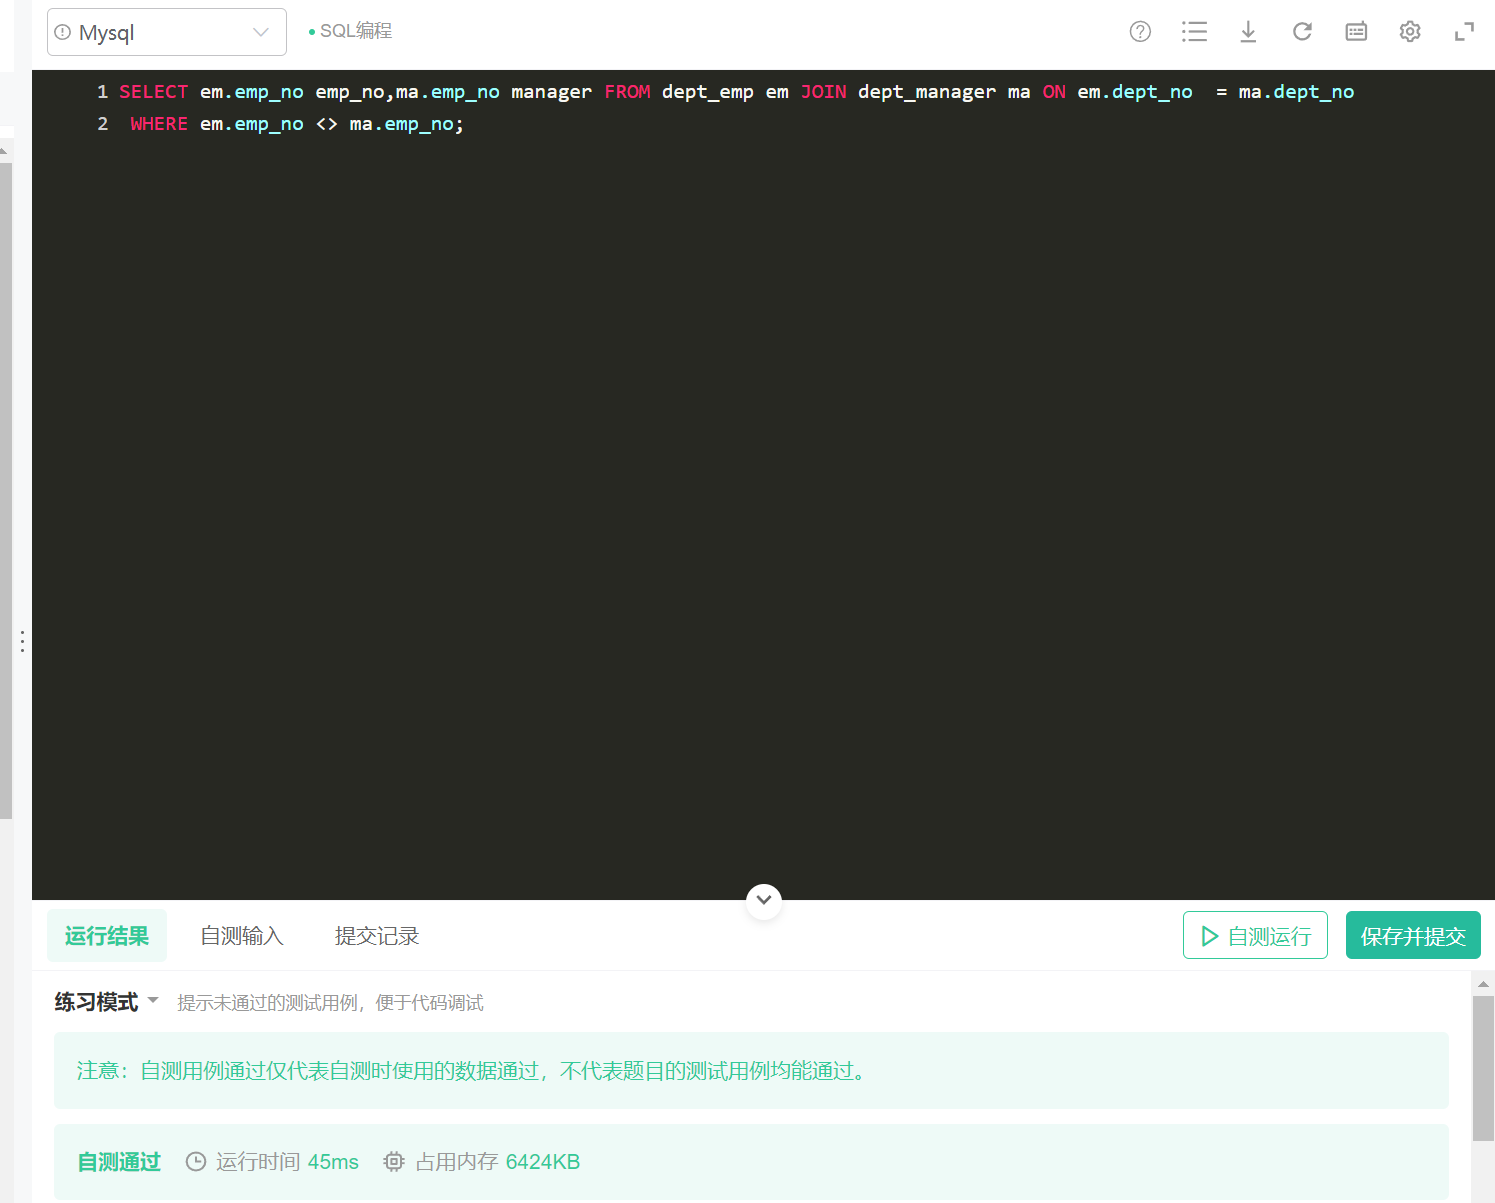 Mysql
SQL编程
1 SELECT em.emp_no emp_no,ma.emp_no manager FROM dept_emp em JOIN dept_manager ma ON em.dept_no  = ma.dept_no
2  WHERE em.emp_no <> ma.emp_no;
运行结果 自测输入 提交记录 自测运行 保存并提交
练习模式 提示未通过的测试用例，便于代码调试
注意：自测用例通过仅代表自测时使用的数据通过，不代表题目的测试用例均能通过。
自测通过 运行时间 45ms 占用内存 6424KB